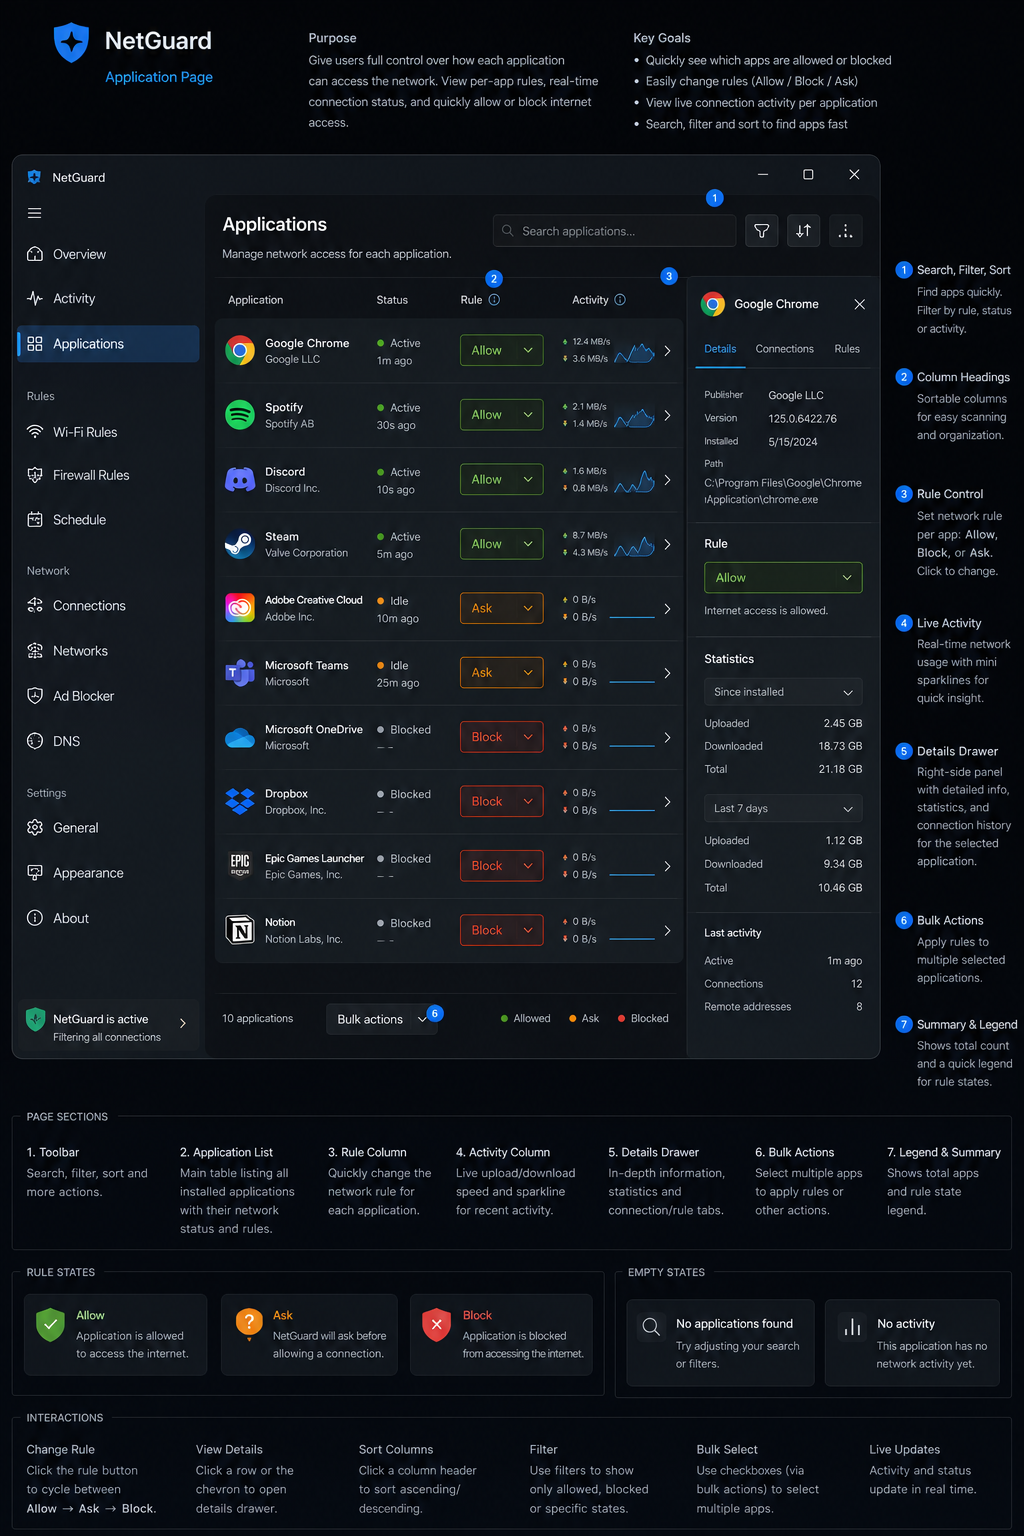 NetGuard
Application Page
Purpose
Give users full control over how each application
can access the network. View per-app rules, real-time
connection status, and quickly allow or block internet
access.
Key Goals
• Quickly see which apps are allowed or blocked
• Easily change rules (Allow / Block / Ask)
• View live connection activity per application
• Search, filter and sort to find apps fast
NetGuard
Overview
Activity
Applications
Rules
Wi-Fi Rules
Firewall Rules
Schedule
Network
Connections
Networks
Ad Blocker
DNS
Settings
General
Appearance
About
NetGuard is active
Filtering all connections
Applications
Manage network access for each application.
1
Search applications...
2
3
Application Status Rule Activity
Google Chrome
Google LLC
Active
1m ago
Allow
12.4 MB/s
3.6 MB/s
Spotify
Spotify AB
Active
30s ago
Allow
2.1 MB/s
1.4 MB/s
Discord
Discord Inc.
Active
10s ago
Allow
1.6 MB/s
0.8 MB/s
Steam
Valve Corporation
Active
5m ago
Allow
8.7 MB/s
4.3 MB/s
Adobe Creative Cloud
Adobe Inc.
Idle
10m ago
Ask
0 B/s
0 B/s
Microsoft Teams
Microsoft
Idle
25m ago
Ask
0 B/s
0 B/s
Microsoft OneDrive
Microsoft
Blocked
– –
Block
0 B/s
0 B/s
Dropbox
Dropbox, Inc.
Blocked
– –
Block
0 B/s
0 B/s
EPIC
Epic Games Launcher
Epic Games, Inc.
Blocked
– –
Block
0 B/s
0 B/s
Notion
Notion Labs, Inc.
Blocked
– –
Block
0 B/s
0 B/s
10 applications
Bulk actions
6
Allowed
Ask
Blocked
Google Chrome
Details Connections Rules
Publisher Google LLC
Version 125.0.6422.76
Installed 5/15/2024
Path
C:\Program Files\Google\Chrome
\Application\chrome.exe
Rule
Allow
Internet access is allowed.
Statistics
Since installed
Uploaded 2.45 GB
Downloaded 18.73 GB
Total 21.18 GB
Last 7 days
Uploaded 1.12 GB
Downloaded 9.34 GB
Total 10.46 GB
Last activity
Active 1m ago
Connections 12
Remote addresses 8
1 Search, Filter, Sort
Find apps quickly.
Filter by rule, status
or activity.
2 Column Headings
Sortable columns
for easy scanning
and organization.
3 Rule Control
Set network rule
per app: Allow,
Block, or Ask.
Click to change.
4 Live Activity
Real-time network
usage with mini
sparklines for
quick insight.
5 Details Drawer
Right-side panel
with detailed info,
statistics, and
connection history
for the selected
application.
6 Bulk Actions
Apply rules to
multiple selected
applications.
7 Summary & Legend
Shows total count
and a quick legend
for rule states.
PAGE SECTIONS
1. Toolbar
Search, filter, sort and
more actions.
2. Application List
Main table listing all
installed applications
with their network
status and rules.
3. Rule Column
Quickly change the
network rule for
each application.
4. Activity Column
Live upload/download
speed and sparkline
for recent activity.
5. Details Drawer
In-depth information,
statistics and
connection/rule tabs.
6. Bulk Actions
Select multiple apps
to apply rules or
other actions.
7. Legend & Summary
Shows total apps
and rule state
legend.
RULE STATES
Allow
Application is allowed
to access the internet.
Ask
NetGuard will ask before
allowing a connection.
Block
Application is blocked
from accessing the internet.
EMPTY STATES
No applications found
Try adjusting your search
or filters.
No activity
This application has no
network activity yet.
INTERACTIONS
Change Rule
Click the rule button
to cycle between
Allow → Ask → Block.
View Details
Click a row or the
chevron to open
details drawer.
Sort Columns
Click a column header
to sort ascending/
descending.
Filter
Use filters to show
only allowed, blocked
or specific states.
Bulk Select
Use checkboxes (via
bulk actions) to select
multiple apps.
Live Updates
Activity and status
update in real time.